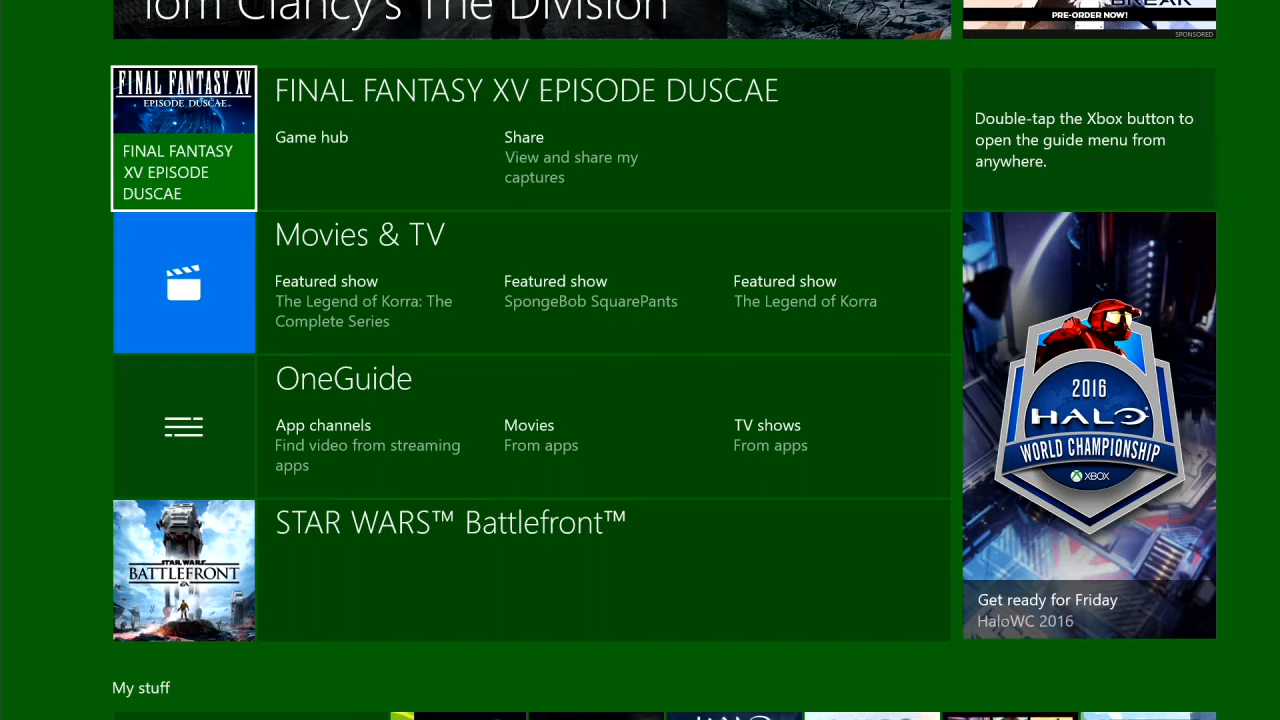 Tom Clancy's The Division
BREAK
PRE-ORDER NOW!
SPONSORED
FINAL FANTASY XV
EPISODE DUSCAE
FINAL FANTASY
XV EPISODE
DUSCAE
FINAL FANTASY XV EPISODE DUSCAE
Game hub
Share
View and share my
captures
Double-tap the Xbox button to
open the guide menu from
anywhere.
Movies & TV
Featured show
The Legend of Korra: The
Complete Series
Featured show
SpongeBob SquarePants
Featured show
The Legend of Korra
OneGuide
App channels
Find video from streaming
apps
Movies
From apps
TV shows
From apps
2016
HALO
WORLD CHAMPIONSHIP
XBOX
Get ready for Friday
HaloWC 2016
STAR WARS
BATTLEFRONT
EA
STAR WARS™ Battlefront™
My stuff